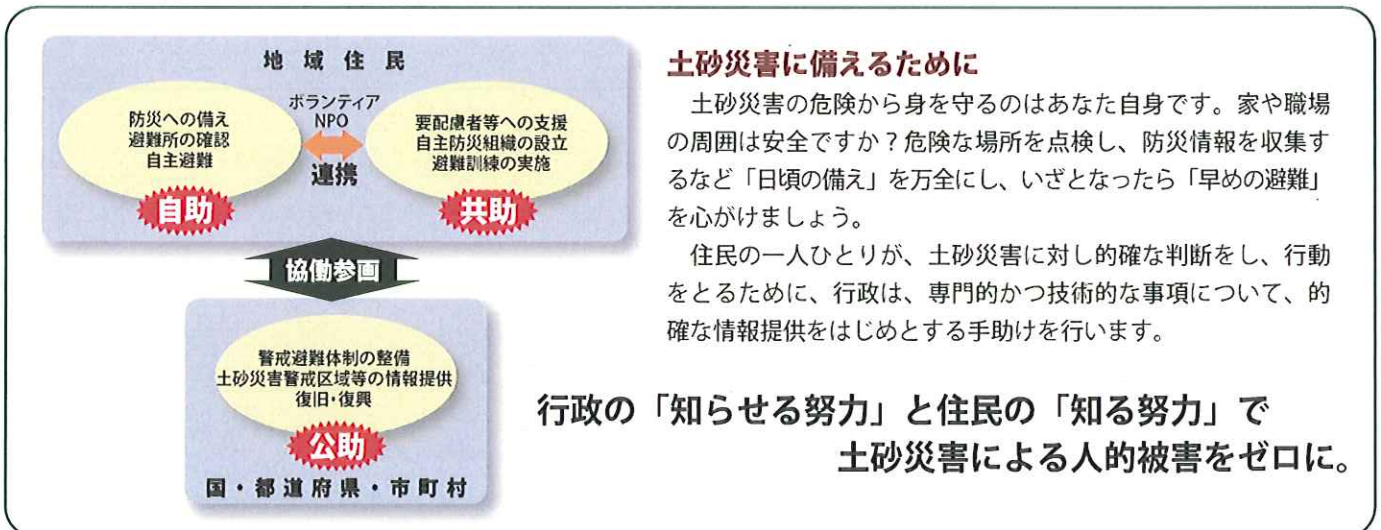 地域住民
防災への備え
避難所の確認
自主避難
自助
ボランティア
NPO
連携
要配慮者等への支援
自主防災組織の設立
避難訓練の実施
共助
協働参画
警戒避難体制の整備
土砂災害警戒区域等の情報提供
復旧・復興
公助
国・都道府県・市町村
土砂災害に備えるために
土砂災害の危険から身を守るのはあなた自身です。家や職場
の周囲は安全ですか？危険な場所を点検し、防災情報を収集す
るなど「日頃の備え」を万全にし、いざとなったら「早めの避難」
を心がけましょう。
住民の一人ひとりが、土砂災害に対し的確な判断をし、行動
をとるために、行政は、専門的かつ技術的な事項について、的
確な情報提供をはじめとする手助けを行います。
行政の「知らせる努力」と住民の「知る努力」で
土砂災害による人的被害をゼロに。